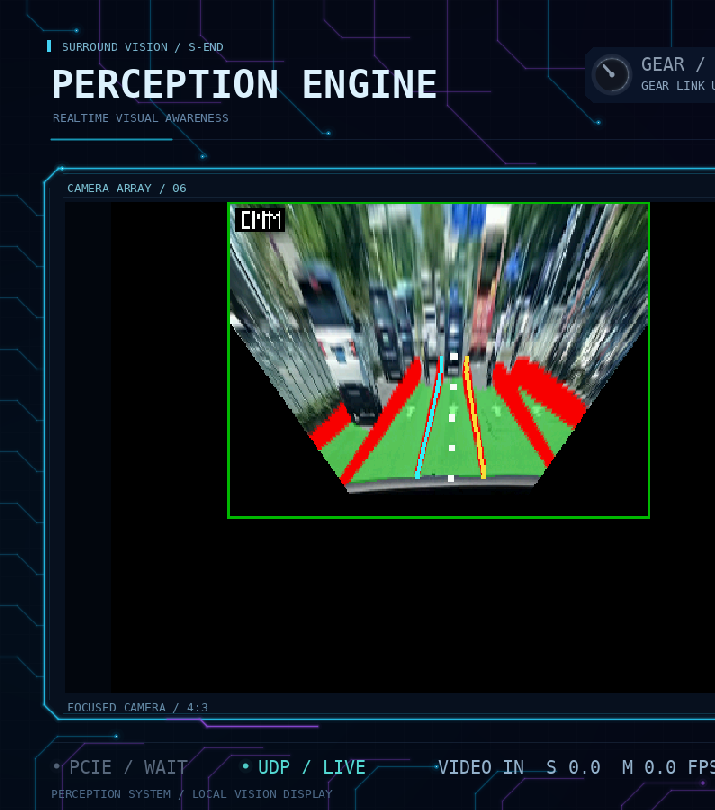 SURROUND VISION / S-END
PERCEPTION ENGINE
REALTIME VISUAL AWARENESS
GEAR /
GEAR LINK U
CAMERA ARRAY / 06
FOCUSED CAMERA / 4:3
PCIE / WAIT
UDP / LIVE
VIDEO IN S 0.0 M 0.0 FPS
PERCEPTION SYSTEM / LOCAL VISION DISPLAY